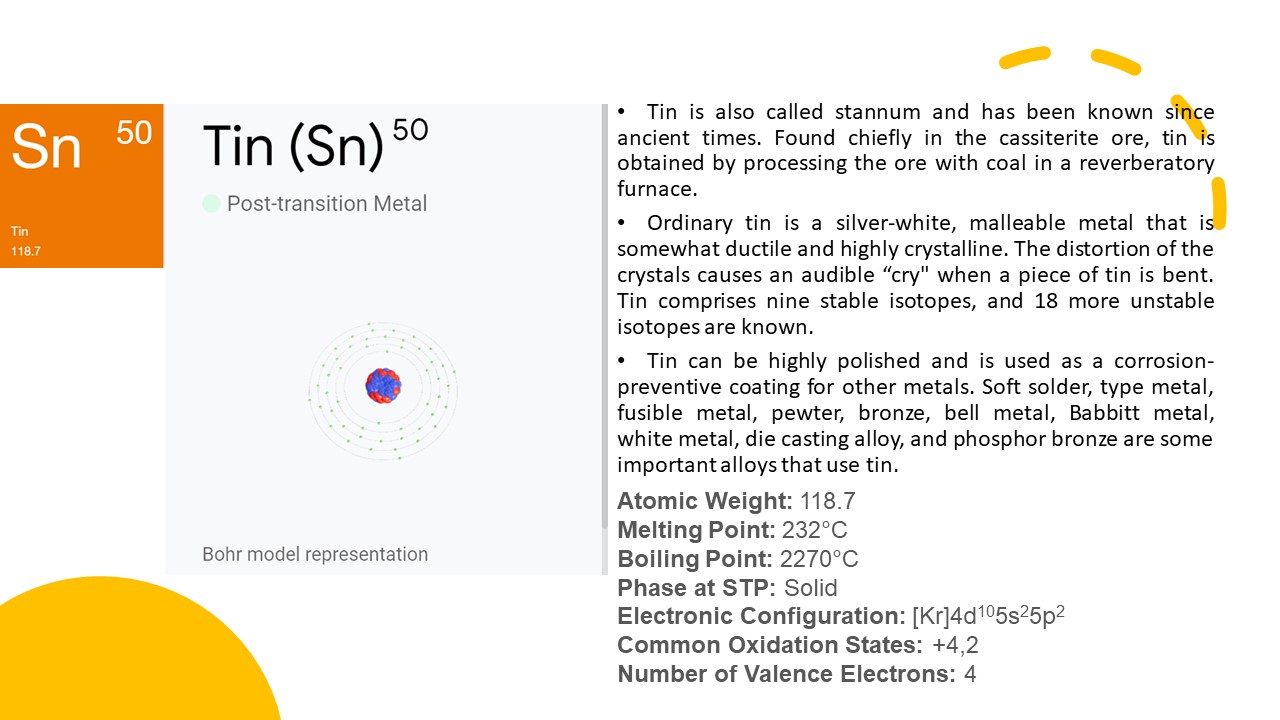 Sn 50
Tin
118.7
Tin (Sn) 50
Post-transition Metal
Bohr model representation
• Tin is also called stannum and has been known since
ancient times. Found chiefly in the cassiterite ore, tin is
obtained by processing the ore with coal in a reverberatory
furnace.
• Ordinary tin is a silver-white, malleable metal that is
somewhat ductile and highly crystalline. The distortion of the
crystals causes an audible “cry" when a piece of tin is bent.
Tin comprises nine stable isotopes, and 18 more unstable
isotopes are known.
• Tin can be highly polished and is used as a corrosion-
preventive coating for other metals. Soft solder, type metal,
fusible metal, pewter, bronze, bell metal, Babbitt metal,
white metal, die casting alloy, and phosphor bronze are some
important alloys that use tin.
Atomic Weight: 118.7
Melting Point: 232°C
Boiling Point: 2270°C
Phase at STP: Solid
Electronic Configuration: [Kr]4d¹⁰5s²5p²
Common Oxidation States: +4,2
Number of Valence Electrons: 4